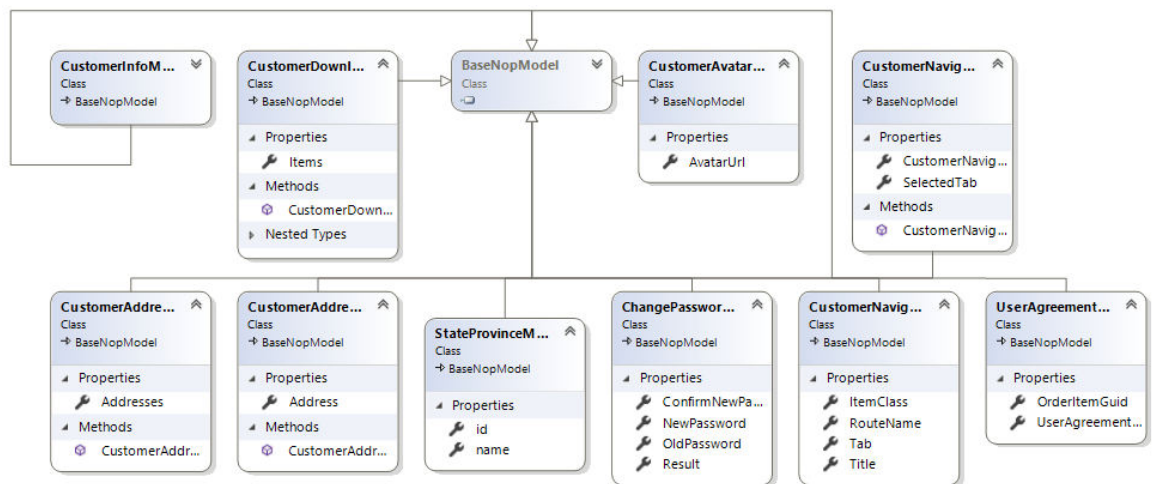 CustomerInfoM...
Class
BaseNopModel
CustomerDownl...
Class
BaseNopModel
Properties
Items
Methods
CustomerDown...
Nested Types
BaseNopModel
Class
CustomerAvatar...
Class
BaseNopModel
Properties
AvatarUrl
CustomerNavig...
Class
BaseNopModel
Properties
CustomerNavig...
SelectedTab
Methods
CustomerNavig...
CustomerAddre...
Class
BaseNopModel
Properties
Addresses
Methods
CustomerAddr...
CustomerAddre...
Class
BaseNopModel
Properties
Address
Methods
CustomerAddr...
StateProvinceM...
Class
BaseNopModel
Properties
id
name
ChangePasswor...
Class
BaseNopModel
Properties
ConfirmNewPa...
NewPassword
OldPassword
Result
CustomerNavig...
Class
BaseNopModel
Properties
ItemClass
RouteName
Tab
Title
UserAgreement...
Class
BaseNopModel
Properties
OrderItemGuid
UserAgreement...